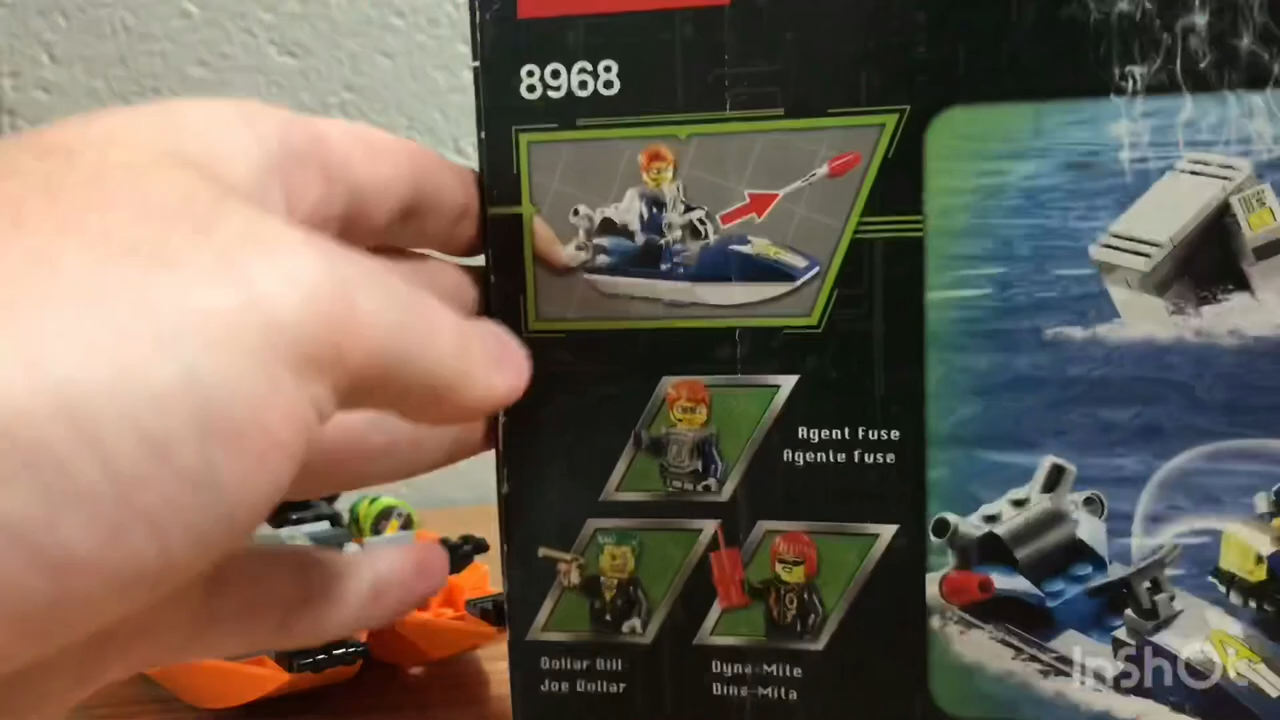 8968
Agent Fuse
Agente Fuse
Dollar Bill
Joe Dollar
Dyna-Mite
Dina-Mita
InShOt